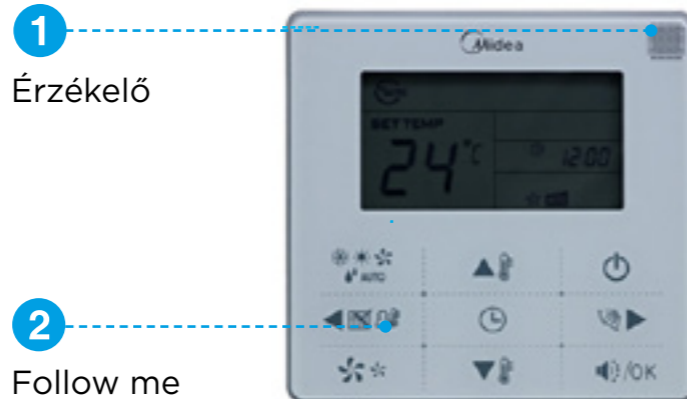 1
Érzékelő
Midea
SET TEMP
24 °C
12:00
AUTO
2
Follow me
/OK